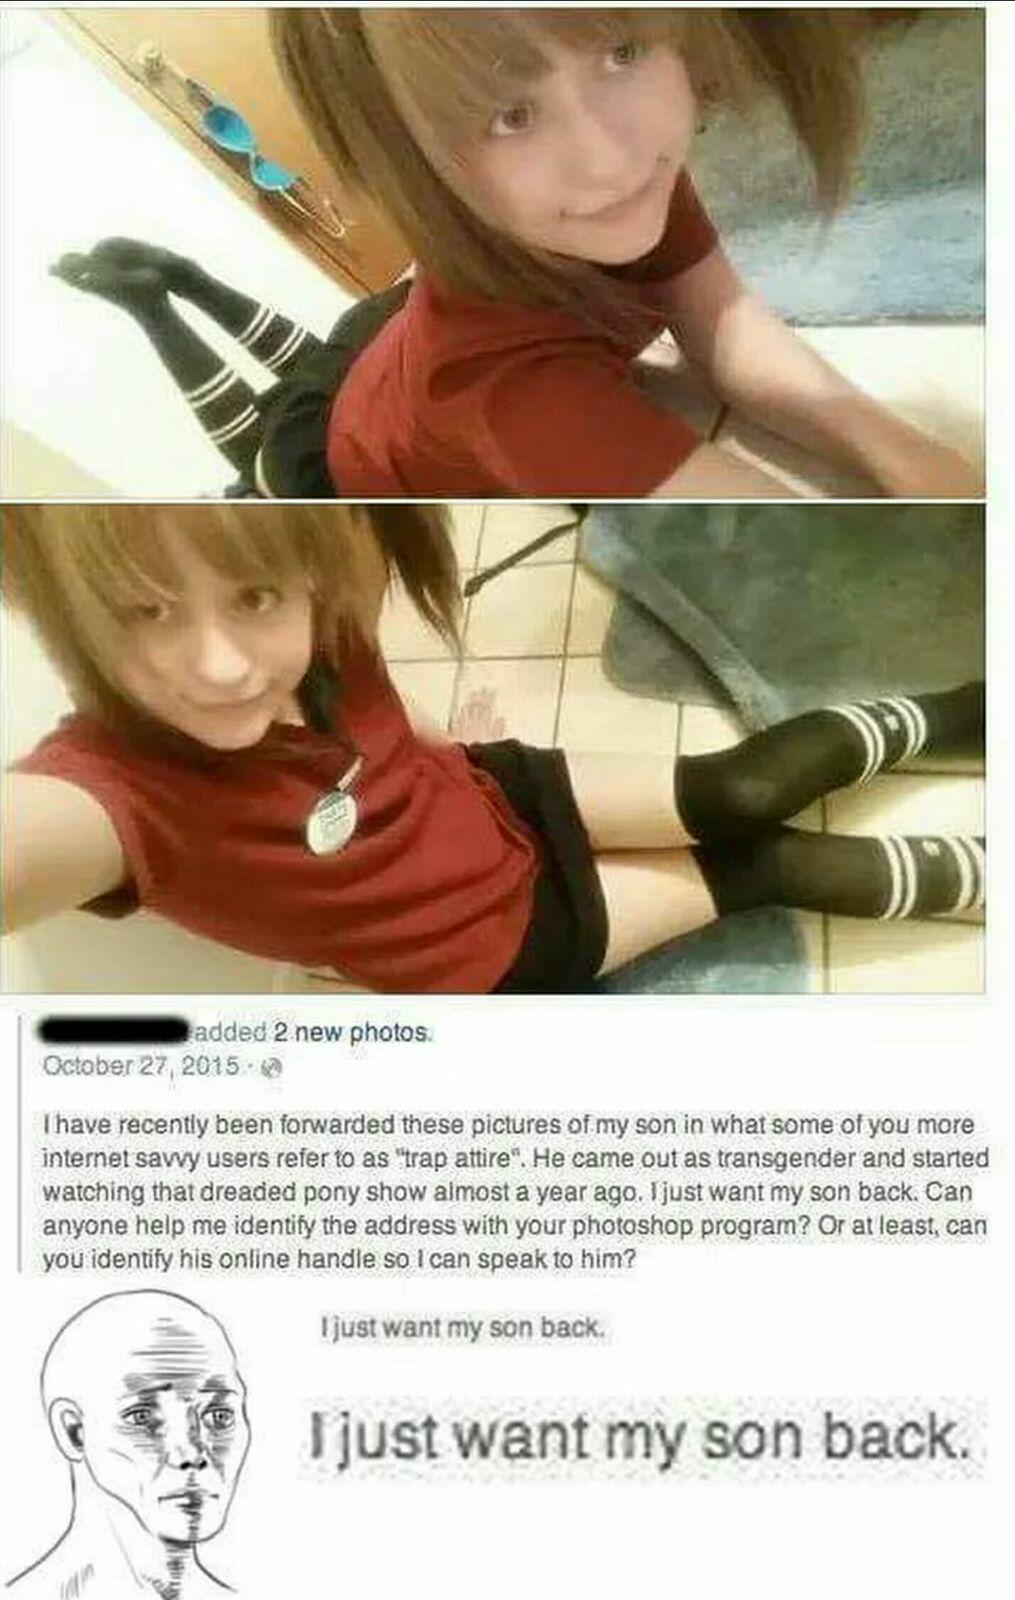 added 2 new photos.
October 27, 2015 ·
I have recently been forwarded these pictures of my son in what some of you more
internet savvy users refer to as "trap attire". He came out as transgender and started
watching that dreaded pony show almost a year ago. I just want my son back. Can
anyone help me identify the address with your photoshop program? Or at least, can
you identify his online handle so I can speak to him?
I just want my son back.
I just want my son back.